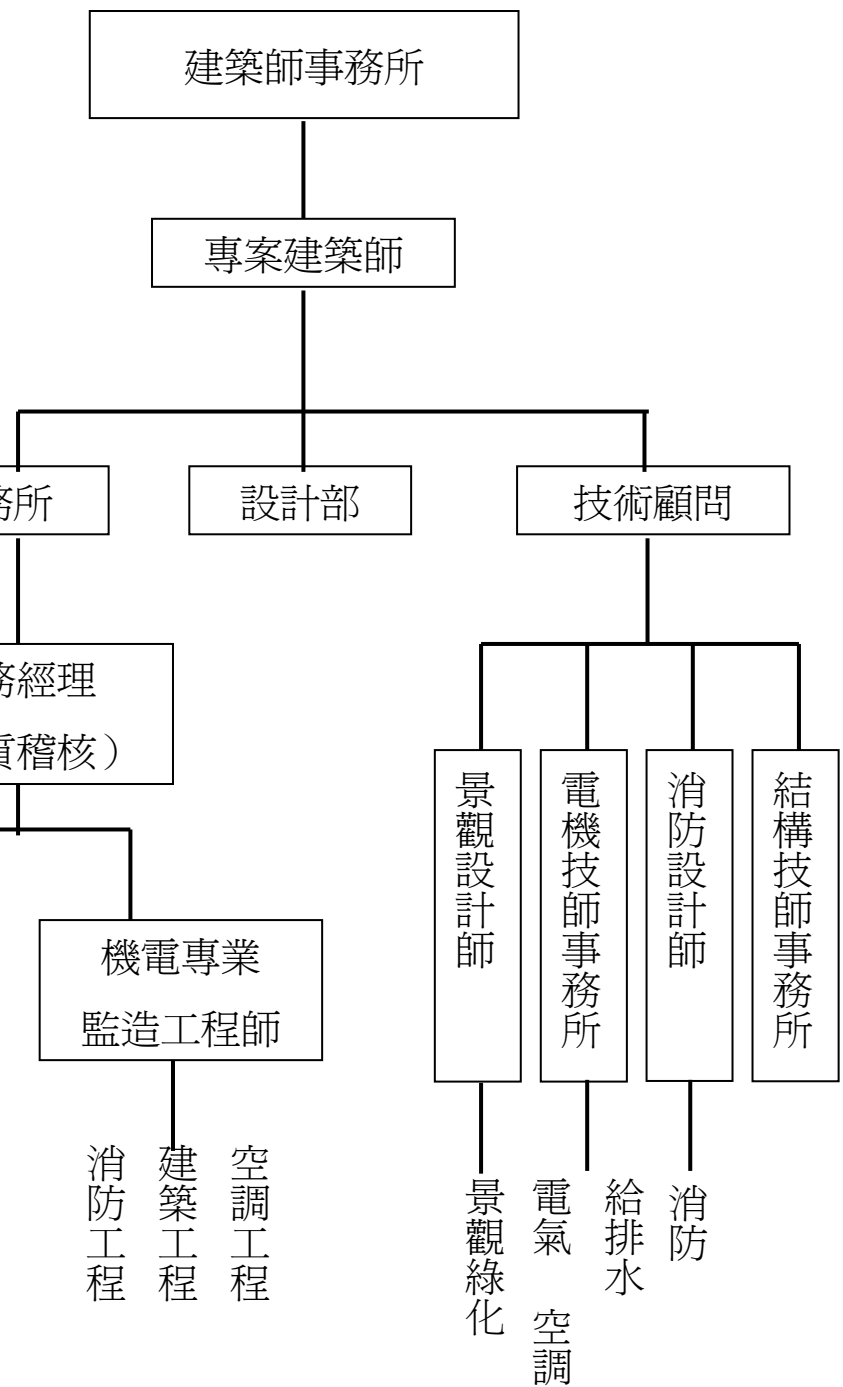 建築師事務所
專案建築師
務所
設計部
技術顧問
務經理
質稽核）
機電專業
監造工程師
景觀設計師
電機技師事務所
消防設計師
結構技師事務所
消防工程
建築工程
空調工程
景觀綠化
電氣 空調
給排水
消防